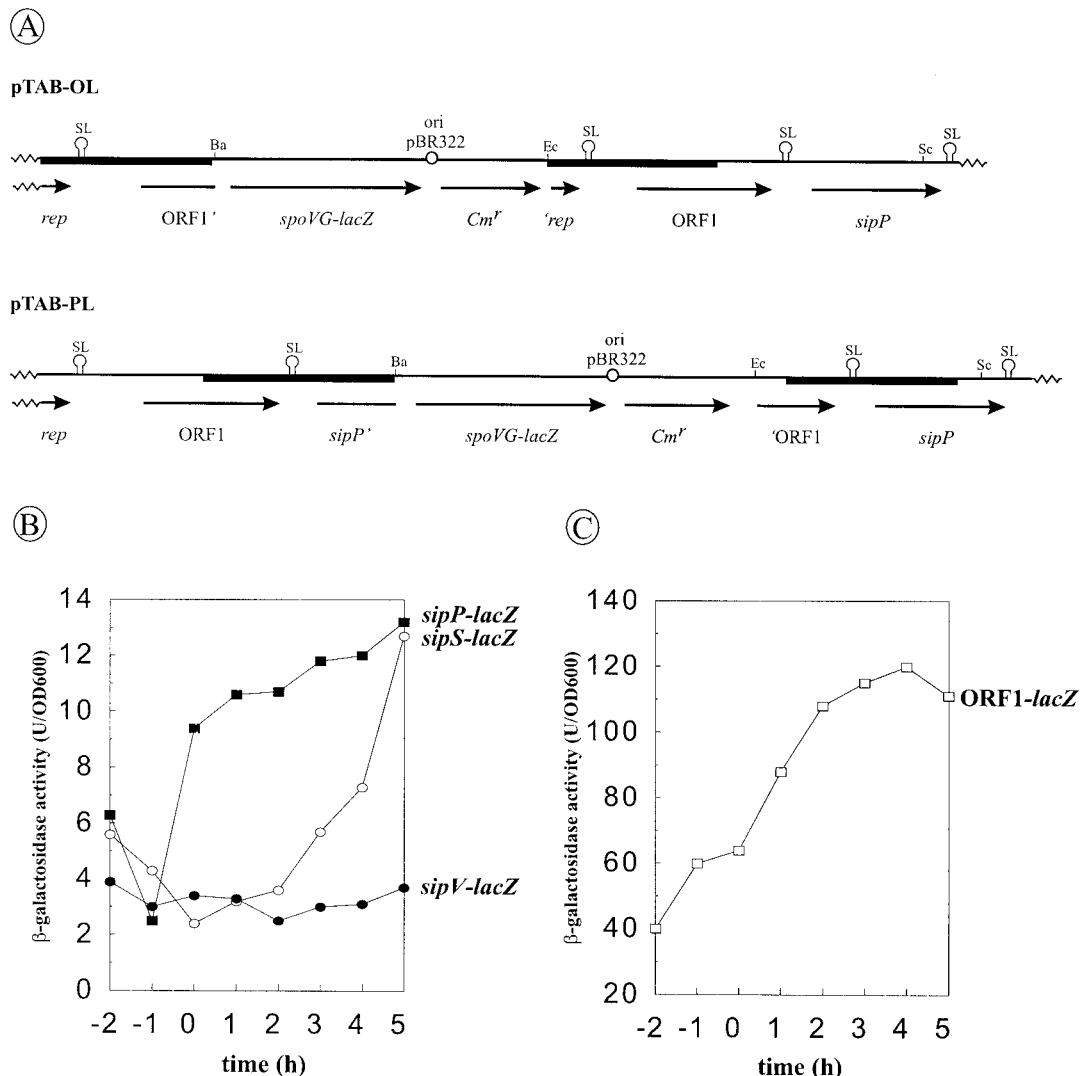 A
pTAB-OL
SL Ba ori pBR322 Ec SL SL Sc SL
rep ORF1' spoVG-lacZ Cmr 'rep ORF1 sipP
pTAB-PL
SL SL Ba ori pBR322 Ec SL Sc SL
rep ORF1 sipP' spoVG-lacZ Cmr 'ORF1 sipP
B
β-galactosidase activity (U/OD600)
14
12
10
8
6
4
2
0
sipP-lacZ
sipS-lacZ
sipV-lacZ
-2 -1 0 1 2 3 4 5
time (h)
C
β-galactosidase activity (U/OD600)
140
120
100
80
60
40
20
ORF1-lacZ
-2 -1 0 1 2 3 4 5
time (h)